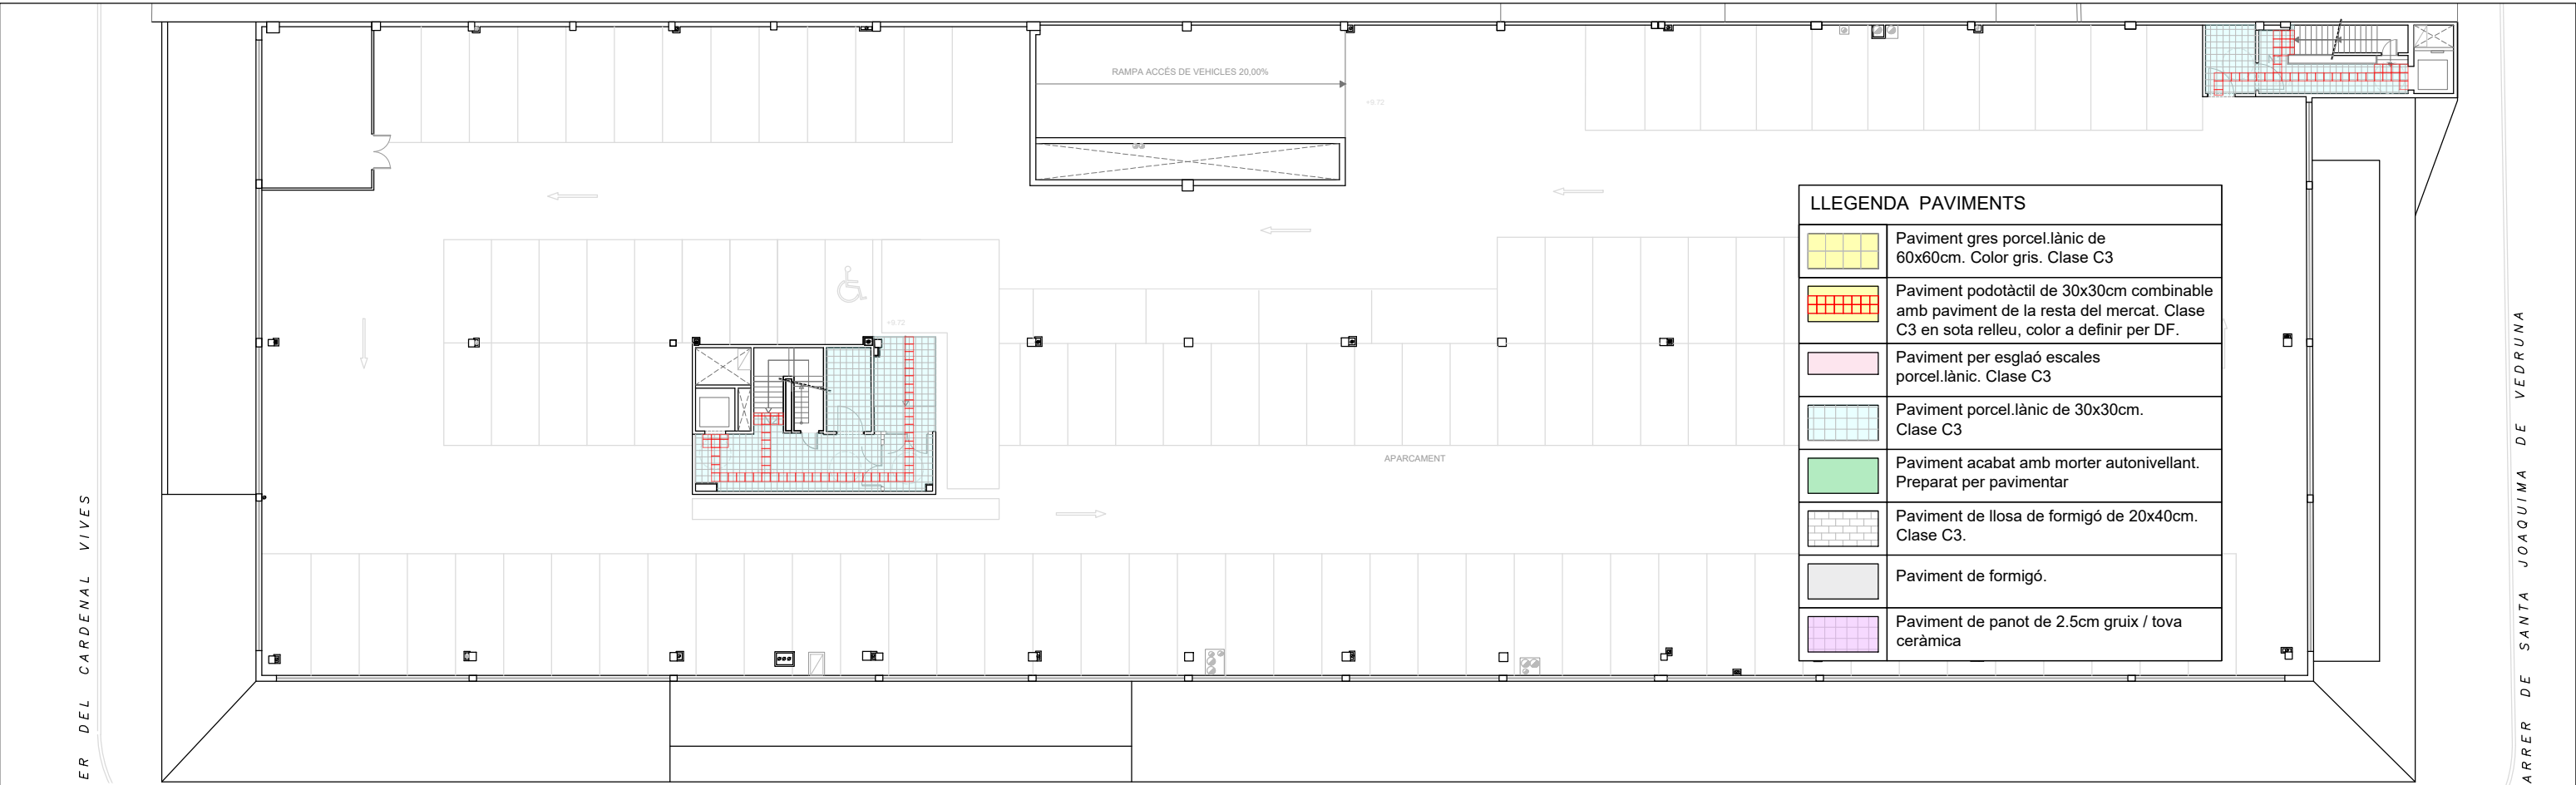 RAMPA ACCÉS DE VEHICLES 20,00%
+9.72
+9.72
APARCAMENT
LLEGENDA PAVIMENTS
Paviment gres porcel.lànic de
60x60cm. Color gris. Clase C3
Paviment podotàctil de 30x30cm combinable
amb paviment de la resta del mercat. Clase
C3 en sota relleu, color a definir per DF.
Paviment per esglaó escales
porcel.lànic. Clase C3
Paviment porcel.lànic de 30x30cm.
Clase C3
Paviment acabat amb morter autonivellant.
Preparat per pavimentar
Paviment de llosa de formigó de 20x40cm.
Clase C3.
Paviment de formigó.
Paviment de panot de 2.5cm gruix / tova
ceràmica
ER DEL CARDENAL VIVES
ARRER DE SANTA JOAQUIMA DE VEDRUNA